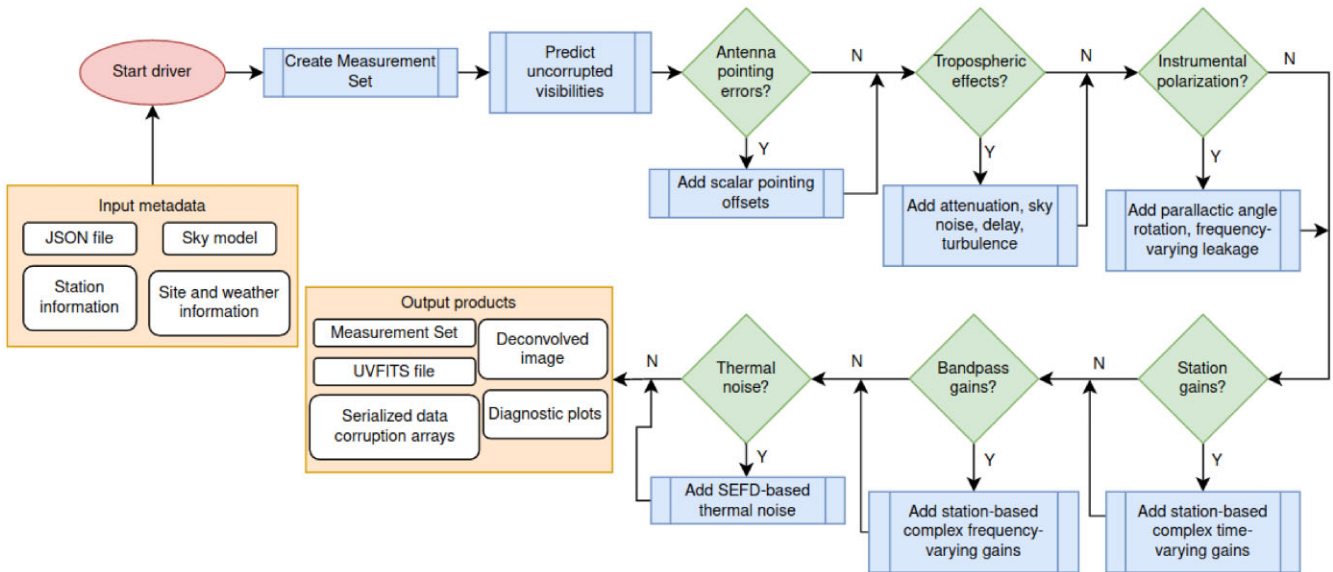 Start driver
Create Measurement
Set
Predict
uncorrupted
visibilities
Antenna
pointing
errors?
N
Y
Add scalar pointing
offsets
Tropospheric
effects?
N
Y
Add attenuation, sky
noise, delay,
turbulence
Instrumental
polarization?
N
Y
Add parallactic angle
rotation, frequency-
varying leakage
Input metadata
JSON file
Sky model
Station
information
Site and weather
information
Station
gains?
N
Y
Add station-based
complex time-
varying gains
Bandpass
gains?
N
Y
Add station-based
complex frequency-
varying gains
Thermal
noise?
N
Y
Add SEFD-based
thermal noise
Output products
Measurement Set
Deconvolved
image
UVFITS file
Serialized data
corruption arrays
Diagnostic plots